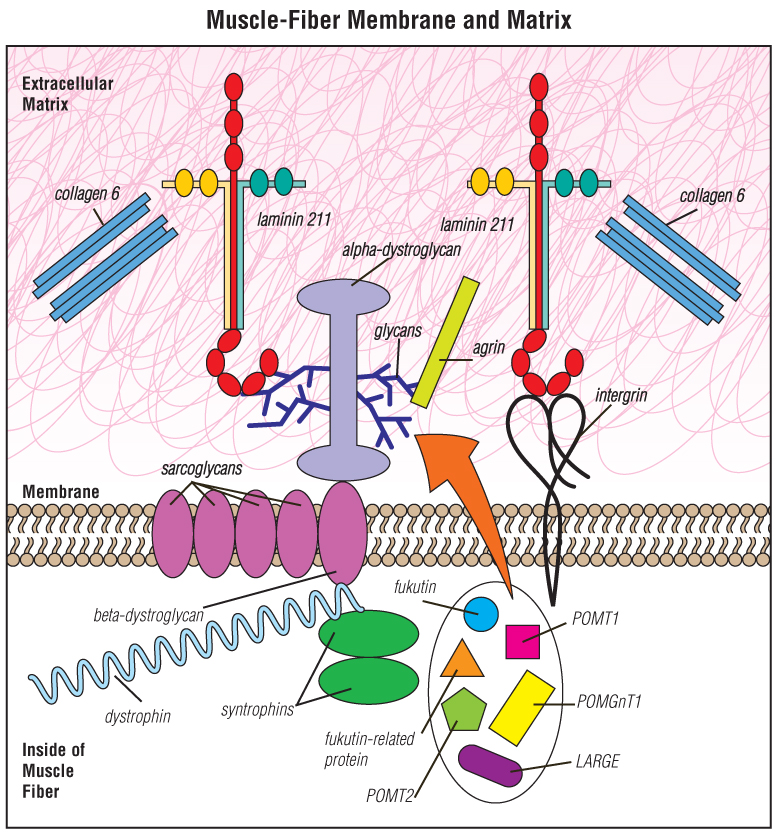 Muscle-Fiber Membrane and Matrix
Extracellular
Matrix
collagen 6
laminin 211
laminin 211
collagen 6
alpha-dystroglycan
glycans
agrin
intergrin
sarcoglycans
Membrane
beta-dystroglycan
fukutin
POMT1
dystrophin
syntrophins
POMGnT1
fukutin-related
protein
LARGE
POMT2
Inside of
Muscle
Fiber